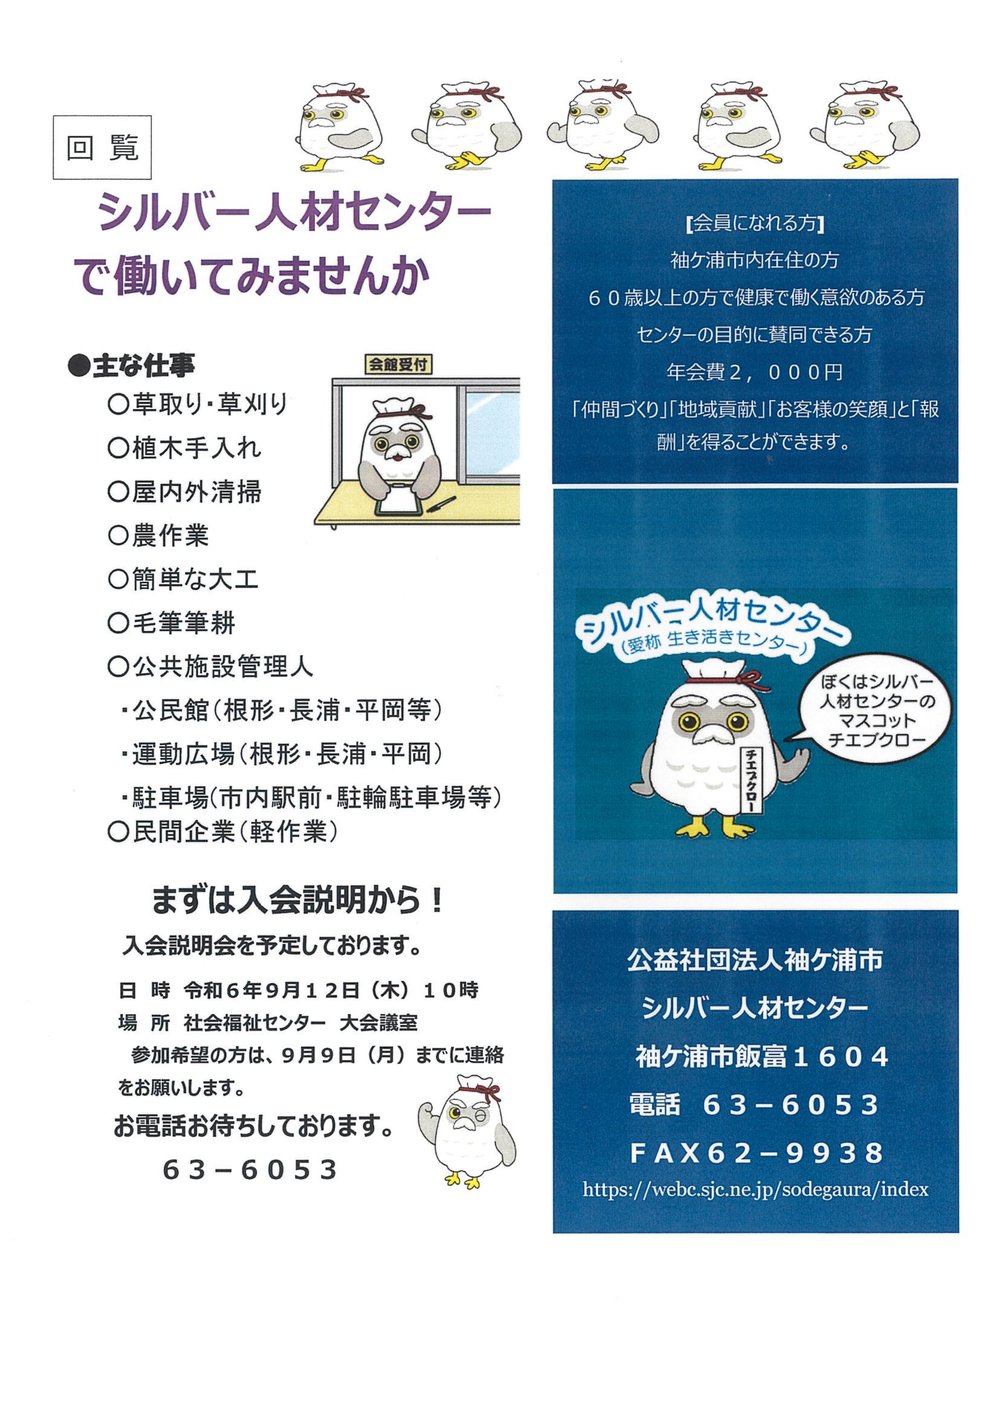 回覧
シルバー人材センター
で働いてみませんか
●主な仕事
会館受付
○草取り・草刈り
○植木手入れ
○屋内外清掃
○農作業
○簡単な大工
○毛筆筆耕
○公共施設管理人
・公民館（根形・長浦・平岡等）
・運動広場（根形・長浦・平岡）
・駐車場（市内駅前・駐輪駐車場等）
○民間企業（軽作業）
まずは入会説明から！
入会説明会を予定しております。
日　時　令和６年９月１２日（木）１０時
場　所　社会福祉センター　大会議室
参加希望の方は、９月９日（月）までに連絡
をお願いします。
お電話お待ちしております。
６３－６０５３
[会員になれる方]
袖ケ浦市内在住の方
６０歳以上の方で健康で働く意欲のある方
センターの目的に賛同できる方
年会費２，０００円
「仲間づくり」「地域貢献」「お客様の笑顔」と「報
酬」を得ることができます。
シルバー人材センター
（愛称 生き活きセンター）
ぼくはシルバー
人材センターの
マスコット
チエブクロー
チエブクロー
公益社団法人袖ケ浦市
シルバー人材センター
袖ケ浦市飯富１６０４
電話　６３－６０５３
ＦＡＸ６２－９９３８
https://webc.sjc.ne.jp/sodegaura/index